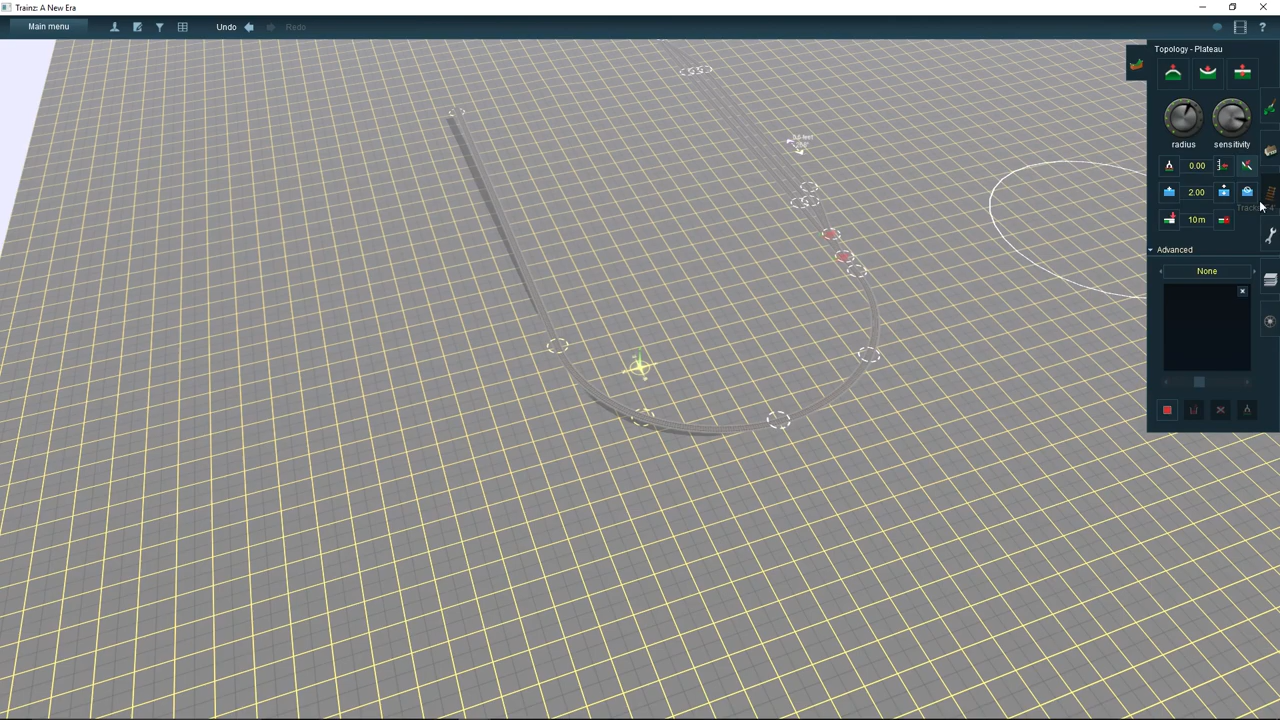 Trainz: A New Era
Main menu
Undo
Redo
Topology - Plateau
radius
sensitivity
0.00
2.00
10m
Advanced
None